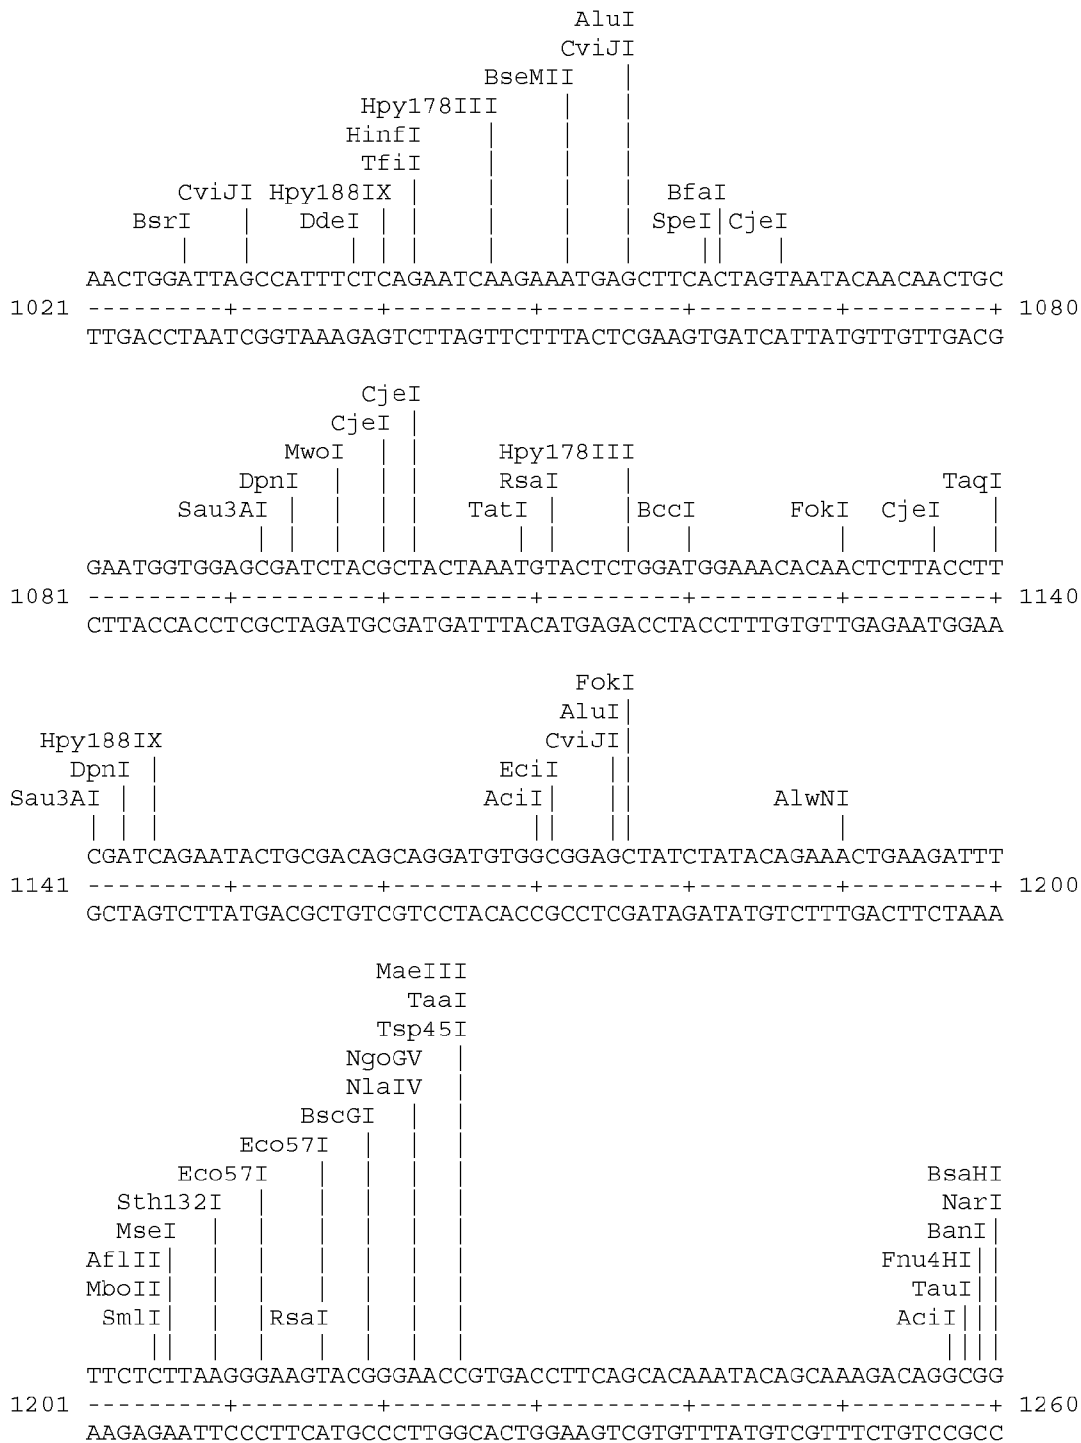 AluI
CviJI
BseMII
Hpy178III
HinfI
TfiI
CviJI Hpy188IX BfaI
BsrI DdeI SpeI CjeI
AACTGGATTAGCCATTTCTCAGAATCAAGAAATGAGCTTCACTAGTAATACAACAACTGC
1021 ---------+---------+---------+---------+---------+---------+ 1080
TTGACCTAATCGGTAAAGAGTCTTAGTTCTTTACTCGAAGTGATCATTATGTTGTTGACG
CjeI
CjeI
MwoI Hpy178III
DpnI RsaI TaqI
Sau3AI TatI BccI FokI CjeI
GAATGGTGGAGCGATCTACGCTACTAAATGTACTCTGGATGGAAACACAACTCTTACCTT
1081 ---------+---------+---------+---------+---------+---------+ 1140
CTTACCACCTCGCTAGATGCGATGATTTACATGAGACCTACCTTTGTGTTGAGAATGGAA
FokI
AluI
Hpy188IX CviJI
DpnI EciI
Sau3AI AciI AlwNI
CGATCAGAATACTGCGACAGCAGGATGTGGCGGAGCTATCTATACAGAAACTGAAGATTT
1141 ---------+---------+---------+---------+---------+---------+ 1200
GCTAGTCTTATGACGCTGTCGTCCTACACCGCCTCGATAGATATGTCTTTGACTTCTAAA
MaeIII
TaaI
Tsp45I
NgoGV
NlaIV
BscGI
Eco57I
Eco57I BsaHI
Sth132I NarI
MseI BanI
AflII Fnu4HI
MboII TauI
SmlI RsaI AciI
TTCTCTTAAGGGAAGTACGGGAACCGTGACCTTCAGCACAAATACAGCAAAGACAGGCGG
1201 ---------+---------+---------+---------+---------+---------+ 1260
AAGAGAATTCCCTTCATGCCCTTGGCACTGGAAGTCGTGTTTATGTCGTTTCTGTCCGCC